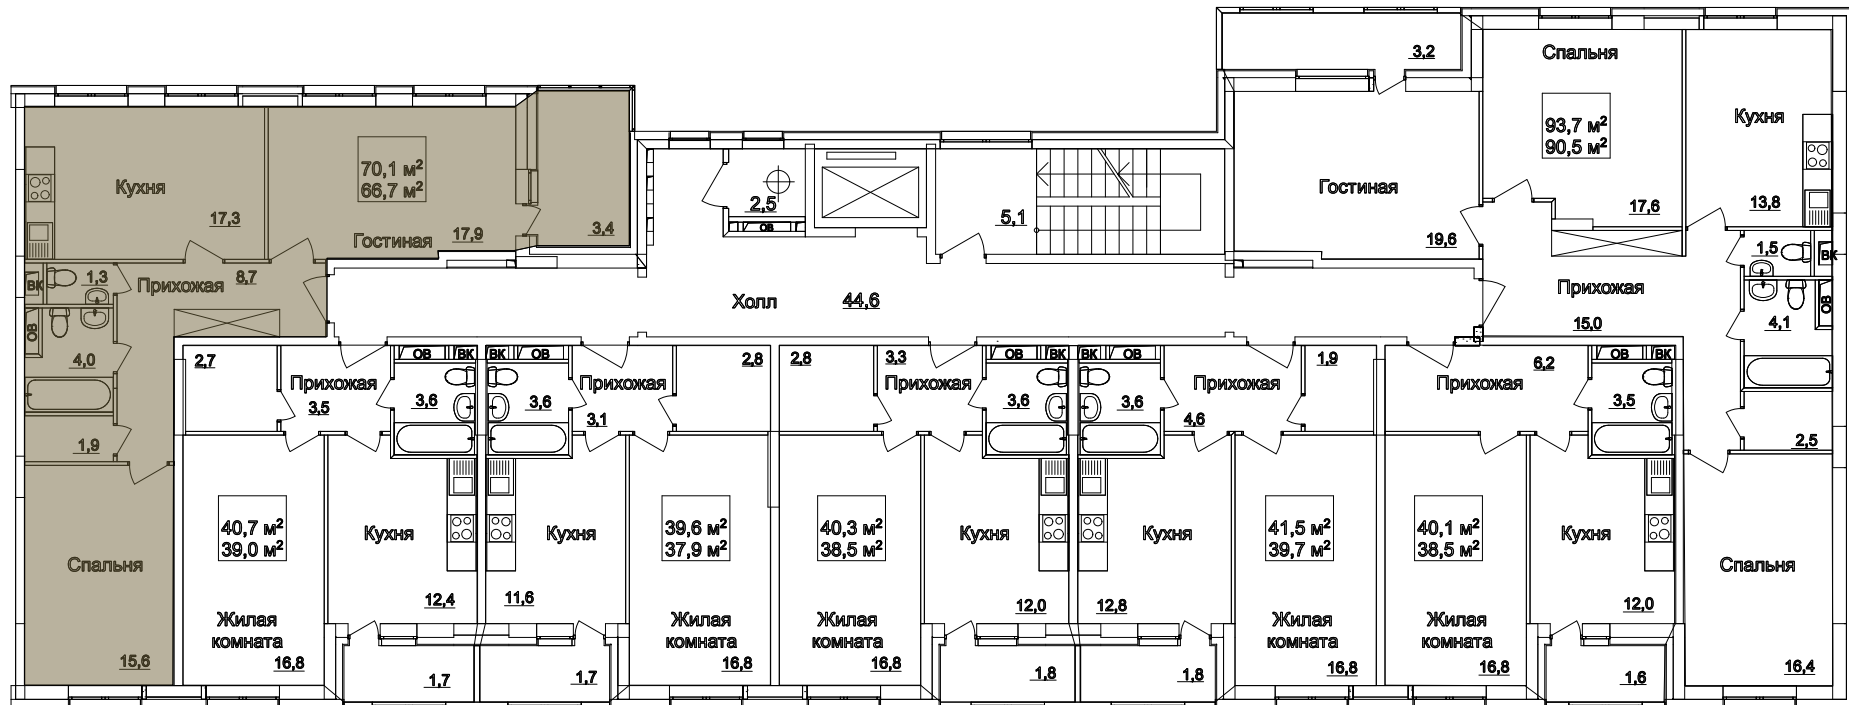 3,2
Спальня
93,7 м²
90,5 м²
Кухня
70,1 м²
66,7 м²
Кухня
17,3
Гостиная
17,9
3,4
2,5
ОВ
5,1
Гостиная
19,6
17,6
13,8
ВК
1,3
Прихожая
8,7
Холл
44,6
Прихожая
15,0
1,5
ВК
ОВ
4,1
ОВ
4,0
2,7
Прихожая
3,5
ОВ
ВК
3,6
ВК
ОВ
3,6
Прихожая
3,1
2,8
2,8
3,3
Прихожая
ОВ
ВК
3,6
ВК
ОВ
3,6
Прихожая
4,6
1,9
Прихожая
6,2
ОВ
ВК
3,5
2,5
1,9
40,7 м²
39,0 м²
Кухня
Кухня
39,6 м²
37,9 м²
40,3 м²
38,5 м²
Кухня
Кухня
41,5 м²
39,7 м²
40,1 м²
38,5 м²
Кухня
Спальня
Спальня
12,4
11,6
12,0
12,8
12,0
Жилая
комната
16,8
Жилая
комната
16,8
Жилая
комната
16,8
Жилая
комната
16,8
Жилая
комната
16,8
15,6
16,4
1,7
1,7
1,8
1,8
1,6